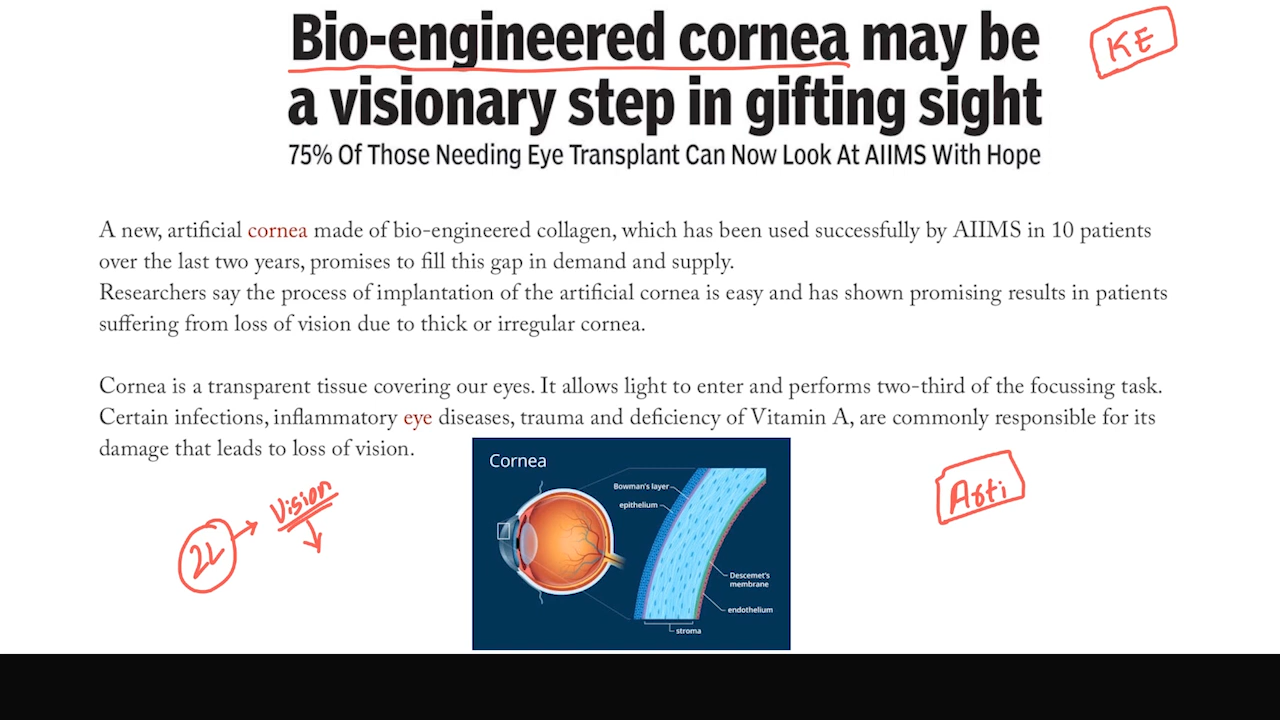 Bio-engineered cornea may be
KE
a visionary step in gifting sight
75% Of Those Needing Eye Transplant Can Now Look At AIIMS With Hope
A new, artificial cornea made of bio-engineered collagen, which has been used successfully by AIIMS in 10 patients
over the last two years, promises to fill this gap in demand and supply.
Researchers say the process of implantation of the artificial cornea is easy and has shown promising results in patients
suffering from loss of vision due to thick or irregular cornea.
Cornea is a transparent tissue covering our eyes. It allows light to enter and performs two-third of the focussing task.
Certain infections, inflammatory eye diseases, trauma and deficiency of Vitamin A, are commonly responsible for its
damage that leads to loss of vision.
Cornea
Bowman's layer
epithelium
Descemet's
membrane
endothelium
stroma
2L
Vision
Arti